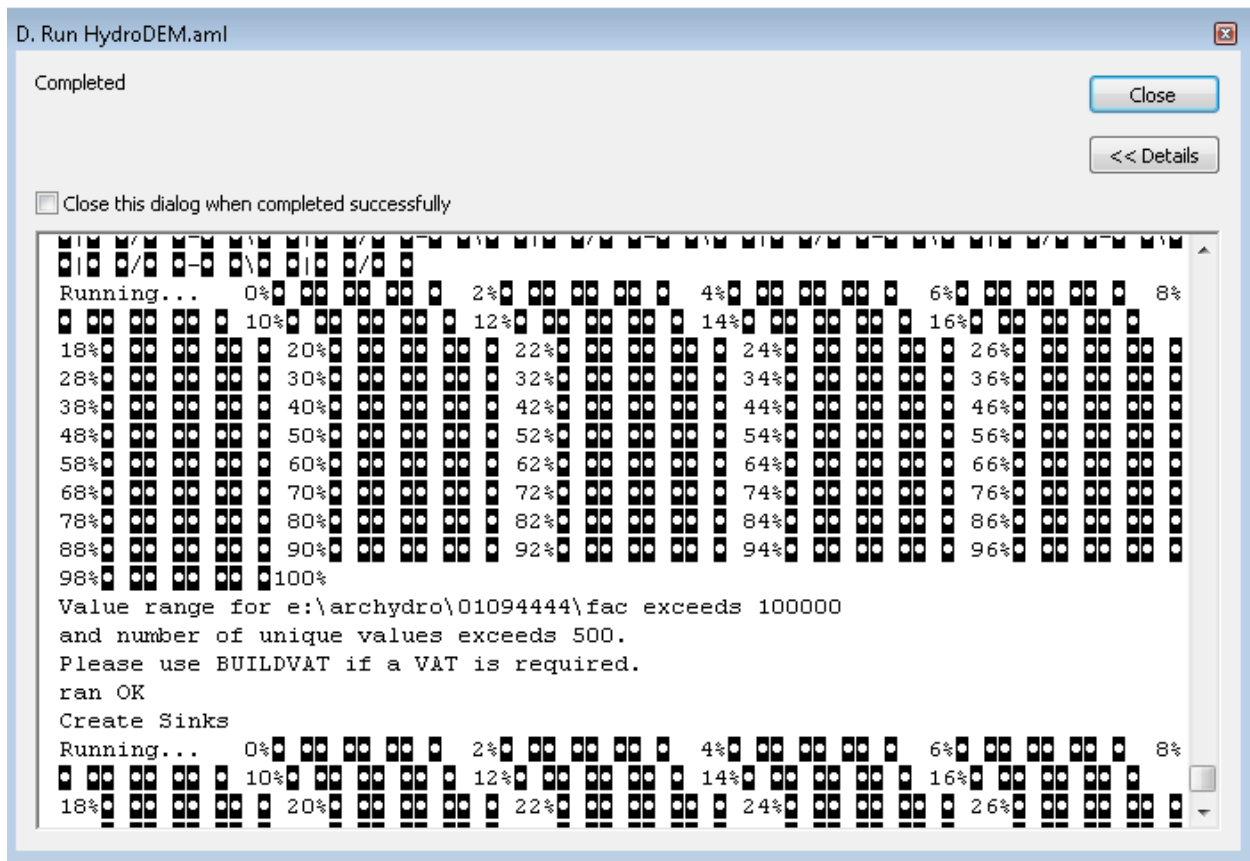 D. Run HydroDEM.aml
Completed
Close
<< Details
Close this dialog when completed successfully
Running... 0% 2% 4% 6% 8%
10% 12% 14% 16%
18% 20% 22% 24% 26%
28% 30% 32% 34% 36%
38% 40% 42% 44% 46%
48% 50% 52% 54% 56%
58% 60% 62% 64% 66%
68% 70% 72% 74% 76%
78% 80% 82% 84% 86%
88% 90% 92% 94% 96%
98% 100%
Value range for e:\archydro\01094444\fac exceeds 100000
and number of unique values exceeds 500.
Please use BUILDVAT if a VAT is required.
ran OK
Create Sinks
Running... 0% 2% 4% 6% 8%
10% 12% 14% 16%
18% 20% 22% 24% 26%